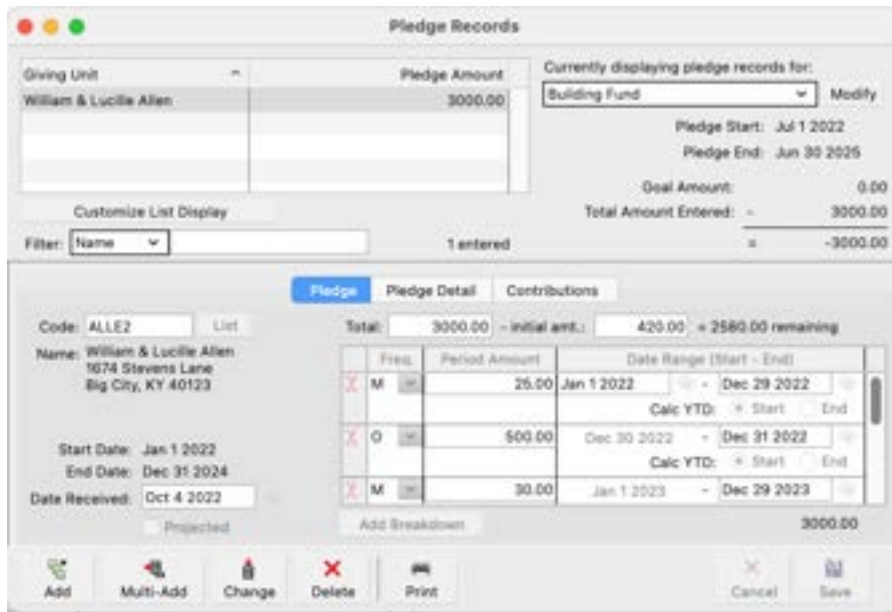 Pledge Records
Giving Unit Pledge Amount
William & Lucille Allen 3000.00
Customize List Display
Filter: Name 1 entered
Currently displaying pledge records for:
Building Fund Modify
Pledge Start: Jul 1 2022
Pledge End: Jun 30 2025
Goal Amount: 0.00
Total Amount Entered: - 3000.00
= -3000.00
Pledge Pledge Detail Contributions
Code: ALLE2 List
Name: William & Lucille Allen
1674 Stevens Lane
Big City, KY 40123
Start Date: Jan 1 2022
End Date: Dec 31 2024
Date Received: Oct 4 2022
Projected
Total: 3000.00 - initial amt.: 420.00 = 2580.00 remaining
Freq. Period Amount Date Range (Start - End)
M 25.00 Jan 1 2022 - Dec 29 2022
Calc YTD: Start End
O 500.00 Dec 30 2022 - Dec 31 2022
Calc YTD: Start End
M 30.00 Jan 1 2023 - Dec 29 2023
Add Breakdown 3000.00
Add Multi-Add Change Delete Print Cancel Save